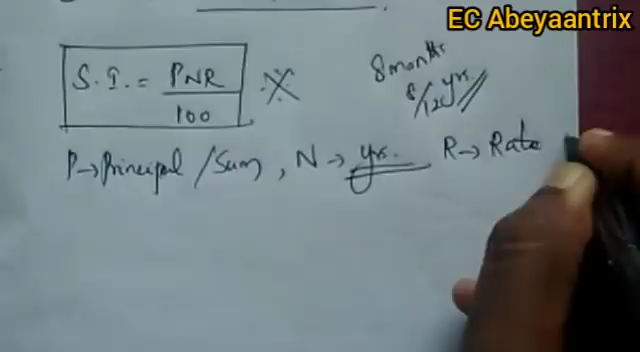 EC Abeyaantrix
S.I. = PNR
100
8 months
8/12 yrs.
P → Principal / Sum, N → yrs. R → Rate